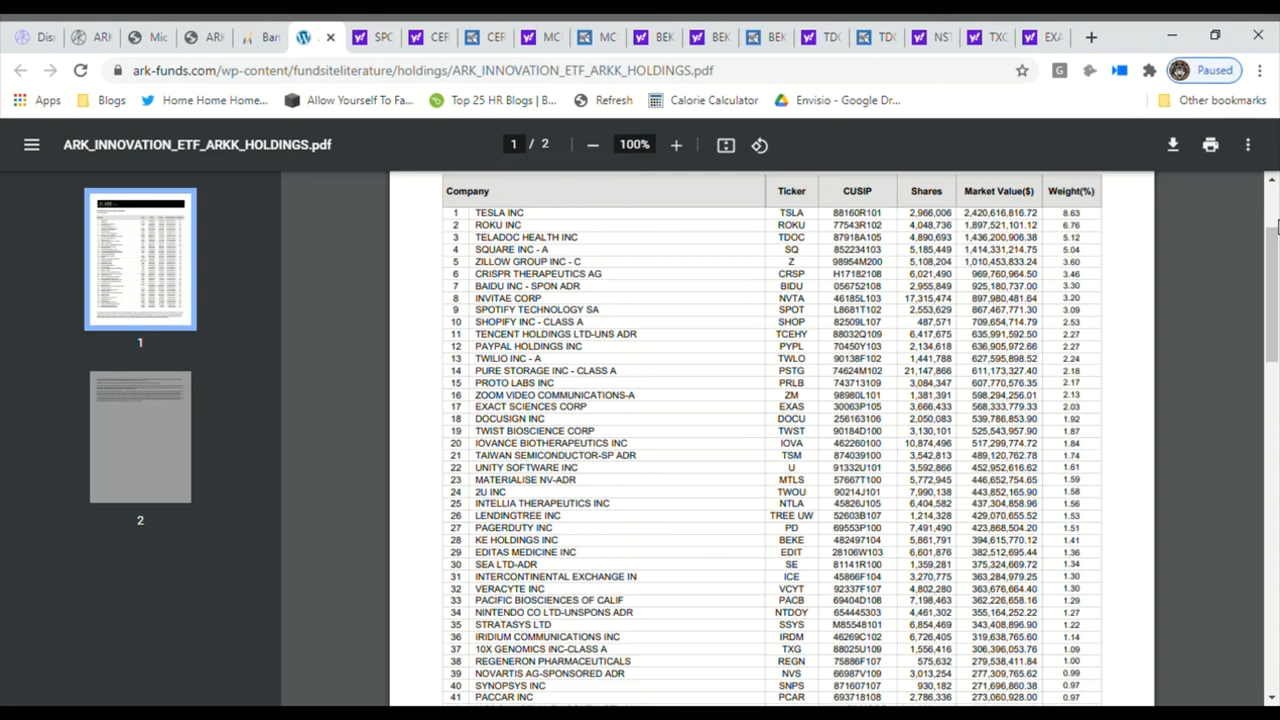 Dis
ARK
Mic
ARK
Ban
SPC
CER
CER
MC
MC
BEK
BEK
BEK
TDC
TDC
NST
TXG
EXA
ark-funds.com/wp-content/fundsiteliterature/holdings/ARK_INNOVATION_ETF_ARKK_HOLDINGS.pdf
Paused
Apps Blogs Home Home Home... Allow Yourself To Fa... Top 25 HR Blogs | B... Refresh Calorie Calculator Envisio - Google Dr... Other bookmarks
ARK_INNOVATION_ETF_ARKK_HOLDINGS.pdf 1 / 2 100%
1
2
Company Ticker CUSIP Shares Market Value($) Weight(%)
1 TESLA INC TSLA 88160R101 2,966,006 2,420,616,816.72 8.63
2 ROKU INC ROKU 77543R102 4,048,736 1,897,521,101.12 6.76
3 TELADOC HEALTH INC TDOC 87918A105 4,890,693 1,436,200,906.38 5.12
4 SQUARE INC - A SQ 852234103 5,185,449 1,414,331,214.75 5.04
5 ZILLOW GROUP INC - C Z 98954M200 5,108,204 1,010,453,833.24 3.60
6 CRISPR THERAPEUTICS AG CRSP H17182108 6,021,490 969,760,964.50 3.46
7 BAIDU INC - SPON ADR BIDU 056752108 2,955,849 925,180,737.00 3.30
8 INVITAE CORP NVTA 46185L103 17,315,474 897,980,481.64 3.20
9 SPOTIFY TECHNOLOGY SA SPOT L8681T102 2,553,629 867,467,771.30 3.09
10 SHOPIFY INC - CLASS A SHOP 82509L107 487,571 709,654,714.79 2.53
11 TENCENT HOLDINGS LTD-UNS ADR TCEHY 88032Q109 6,417,675 635,991,592.50 2.27
12 PAYPAL HOLDINGS INC PYPL 70450Y103 2,134,618 636,905,972.66 2.27
13 TWILIO INC - A TWLO 90138F102 1,441,788 627,595,898.52 2.24
14 PURE STORAGE INC - CLASS A PSTG 74624M102 21,147,866 611,173,327.40 2.18
15 PROTO LABS INC PRLB 743713109 3,084,347 607,770,576.35 2.17
16 ZOOM VIDEO COMMUNICATIONS-A ZM 98980L101 1,381,391 598,294,256.01 2.13
17 EXACT SCIENCES CORP EXAS 30063P105 3,666,433 568,333,779.33 2.03
18 DOCUSIGN INC DOCU 256163106 2,050,083 539,786,853.90 1.92
19 TWIST BIOSCIENCE CORP TWST 90184D100 3,130,101 525,543,957.90 1.87
20 IOVANCE BIOTHERAPEUTICS INC IOVA 462260100 10,874,496 517,299,774.72 1.84
21 TAIWAN SEMICONDUCTOR-SP ADR TSM 874039100 3,542,813 489,120,762.78 1.74
22 UNITY SOFTWARE INC U 91332U101 3,592,866 452,952,616.62 1.61
23 MATERIALISE NV-ADR MTLS 57667T100 5,772,945 446,652,754.65 1.59
24 2U INC TWOU 90214J101 7,990,138 443,852,165.90 1.58
25 INTELLIA THERAPEUTICS INC NTLA 45826J105 6,404,582 437,304,858.96 1.56
26 LENDINGTREE INC TREE UW 52603B107 1,214,328 429,070,655.52 1.53
27 PAGERDUTY INC PD 69553P100 7,491,490 423,868,504.20 1.51
28 KE HOLDINGS INC BEKE 482497104 5,861,791 394,615,770.12 1.41
29 EDITAS MEDICINE INC EDIT 28106W103 6,601,876 382,512,695.44 1.36
30 SEA LTD-ADR SE 81141R100 1,359,281 375,324,669.72 1.34
31 INTERCONTINENTAL EXCHANGE IN ICE 45866F104 3,270,775 363,284,979.25 1.30
32 VERACYTE INC VCYT 92337F107 4,802,280 363,676,664.40 1.30
33 PACIFIC BIOSCIENCES OF CALIF PACB 69404D108 7,198,463 362,226,658.16 1.29
34 NINTENDO CO LTD-UNSPONS ADR NTDOY 654445303 4,461,302 355,164,252.22 1.27
35 STRATASYS LTD SSYS M85548101 6,854,469 343,408,896.90 1.22
36 IRIDIUM COMMUNICATIONS INC IRDM 46269C102 6,726,405 319,638,765.60 1.14
37 10X GENOMICS INC-CLASS A TXG 88025U109 1,556,416 306,396,053.76 1.09
38 REGENERON PHARMACEUTICALS REGN 75886F107 575,632 279,538,411.84 1.00
39 NOVARTIS AG-SPONSORED ADR NVS 66987V109 3,013,254 277,309,765.62 0.99
40 SYNOPSYS INC SNPS 871607107 930,182 271,696,860.38 0.97
41 PACCAR INC PCAR 693718108 2,786,336 273,060,928.00 0.97